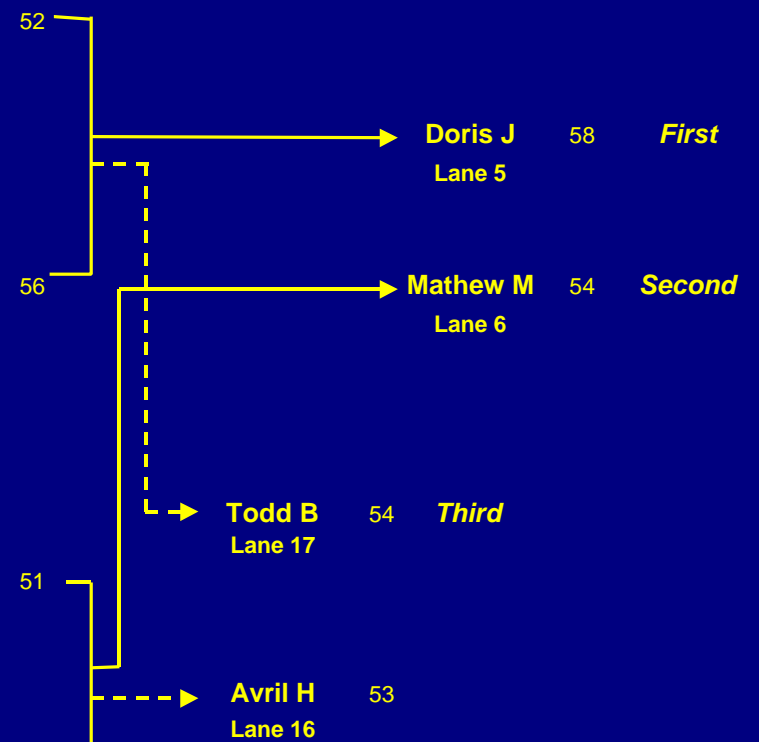 52
Doris J 58 First
Lane 5
56
Mathew M 54 Second
Lane 6
Todd B 54 Third
Lane 17
51
Avril H 53
Lane 16